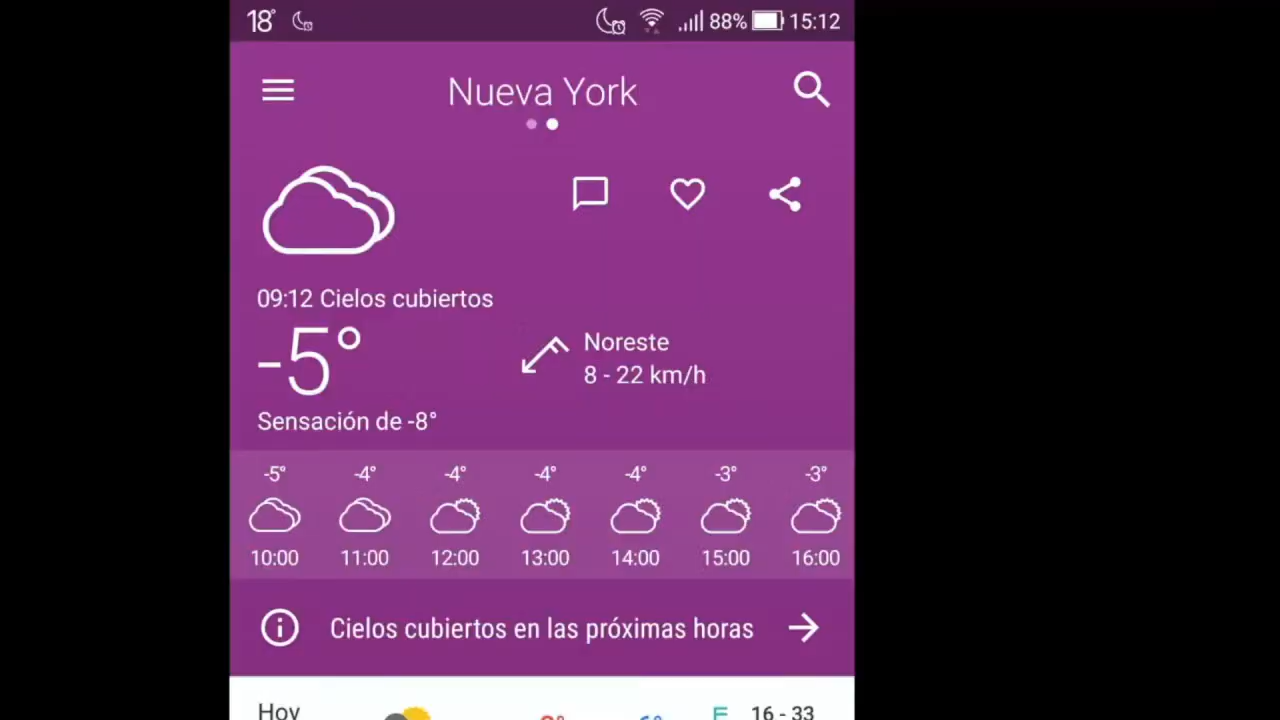 18° 88% 15:12
Nueva York
09:12 Cielos cubiertos
-5°
Noreste
8 - 22 km/h
Sensación de -8°
-5° -4° -4° -4° -4° -3° -3°
10:00 11:00 12:00 13:00 14:00 15:00 16:00
Cielos cubiertos en las próximas horas
Hoy 16 - 33